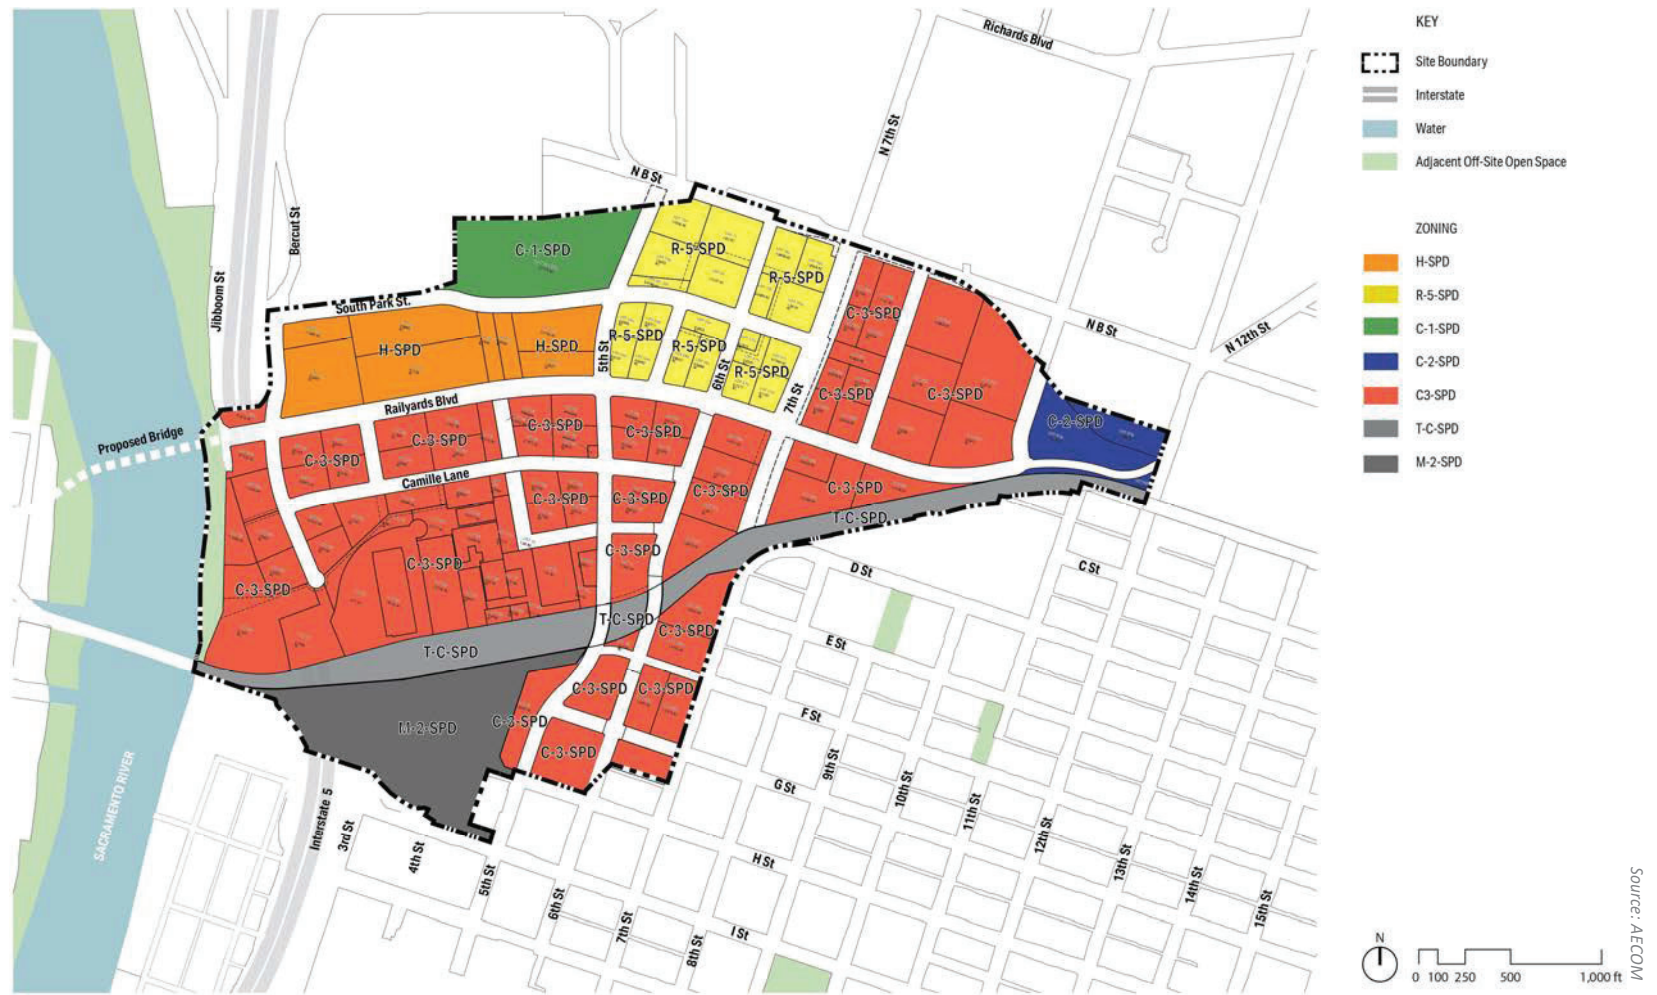 Richards Blvd
N 7th St
N B St
Bercut St
C-1-SPD
R-5-SPD
R-5-SPD
Jibboom St
South Park St.
C-3-SPD
N B St
N 12th St
H-SPD
H-SPD
5th St
R-5-SPD
R-5-SPD
6th St
R-5-SPD
7th St
C-3-SPD
C-3-SPD
Railyards Blvd
C-2-SPD
Proposed Bridge
C-3-SPD
C-3-SPD
C-3-SPD
C-3-SPD
Camille Lane
C-3-SPD
C-3-SPD
C-3-SPD
C-3-SPD
T-C-SPD
C-3-SPD
C-3-SPD
C-3-SPD
D St
C St
T-C-SPD
C-3-SPD
E St
T-C-SPD
C-3-SPD
C-3-SPD
M-2-SPD
C-3-SPD
C-3-SPD
F St
SACRAMENTO RIVER
Interstate 5
3rd St
4th St
5th St
6th St
7th St
8th St
9th St
10th St
11th St
12th St
13th St
14th St
15th St
G St
H St
I St
KEY
Site Boundary
Interstate
Water
Adjacent Off-Site Open Space
ZONING
H-SPD
R-5-SPD
C-1-SPD
C-2-SPD
C3-SPD
T-C-SPD
M-2-SPD
N
0 100 250 500 1,000 ft
Source: AECOM